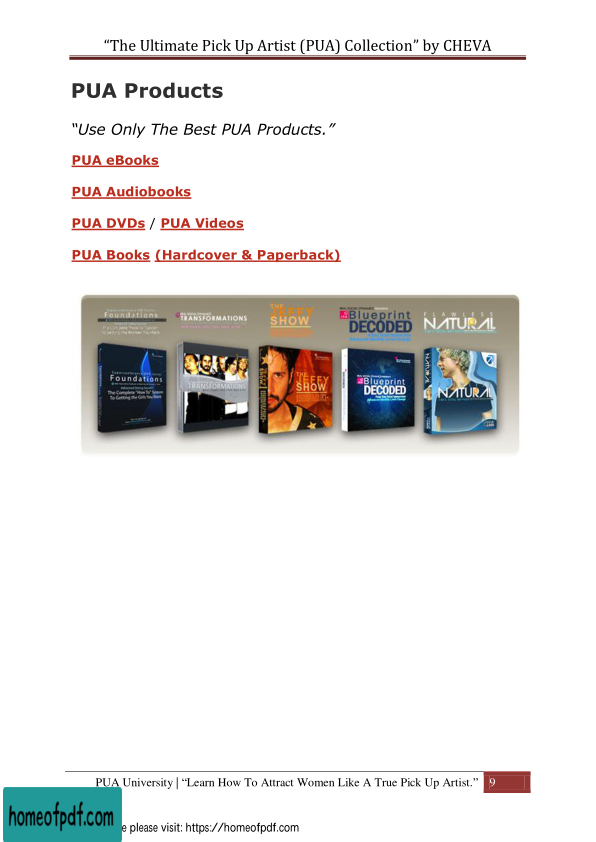 “The Ultimate Pick Up Artist (PUA) Collection” by CHEVA
PUA Products
“Use Only The Best PUA Products.”
PUA eBooks
PUA Audiobooks
PUA DVDs / PUA Videos
PUA Books (Hardcover & Paperback)
Foundations
TRANSFORMATIONS
THE JEFFY SHOW
Blueprint DECODED
FLAWLESS NATURAL
Foundations
The Complete "How To" System
To Getting the Girls You Want
TRANSFORMATIONS
THE JEFFY SHOW
Blueprint DECODED
NATURAL
PUA University | “Learn How To Attract Women Like A True Pick Up Artist.” 9
homeofpdf.com
e please visit: https://homeofpdf.com